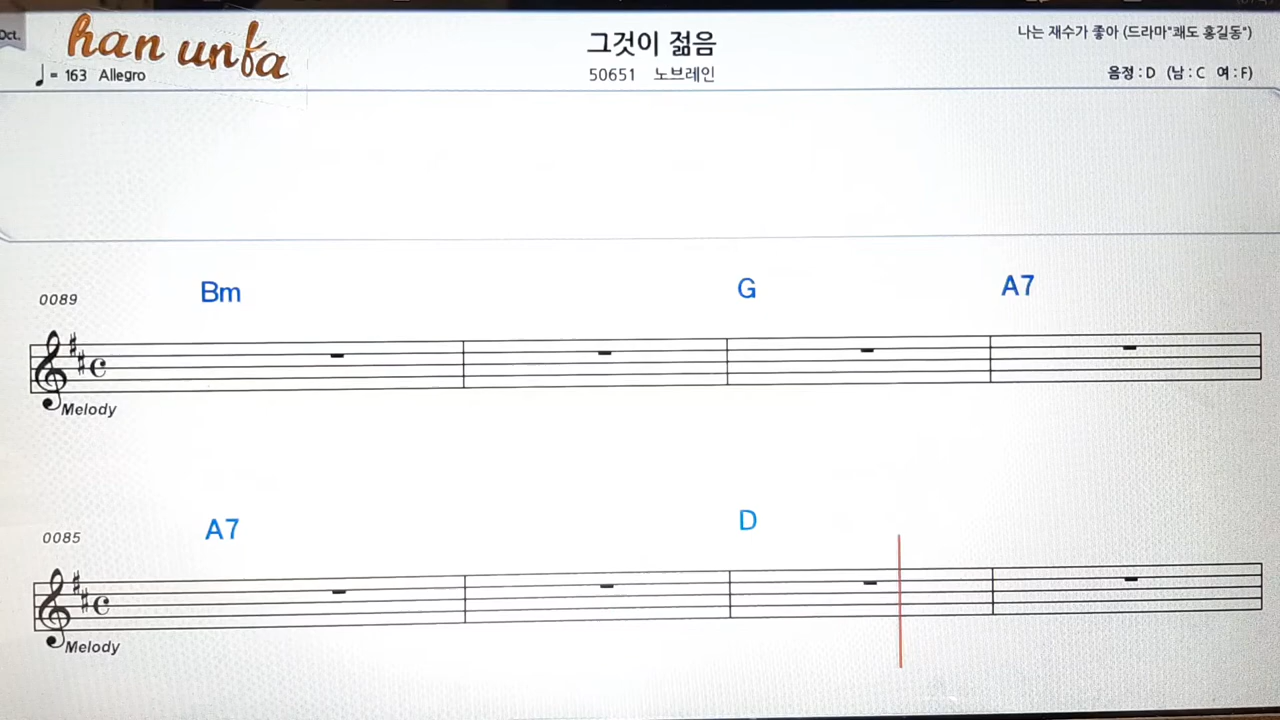 Oct.
han unfa
그것이 젊음
나는 재수가 좋아 (드라마"쾌도 홍길동")
= 163 Allegro
50651 노브레인
음정 : D (남 : C 여 : F)
0089
Bm
G
A7
Melody
0085
A7
D
Melody